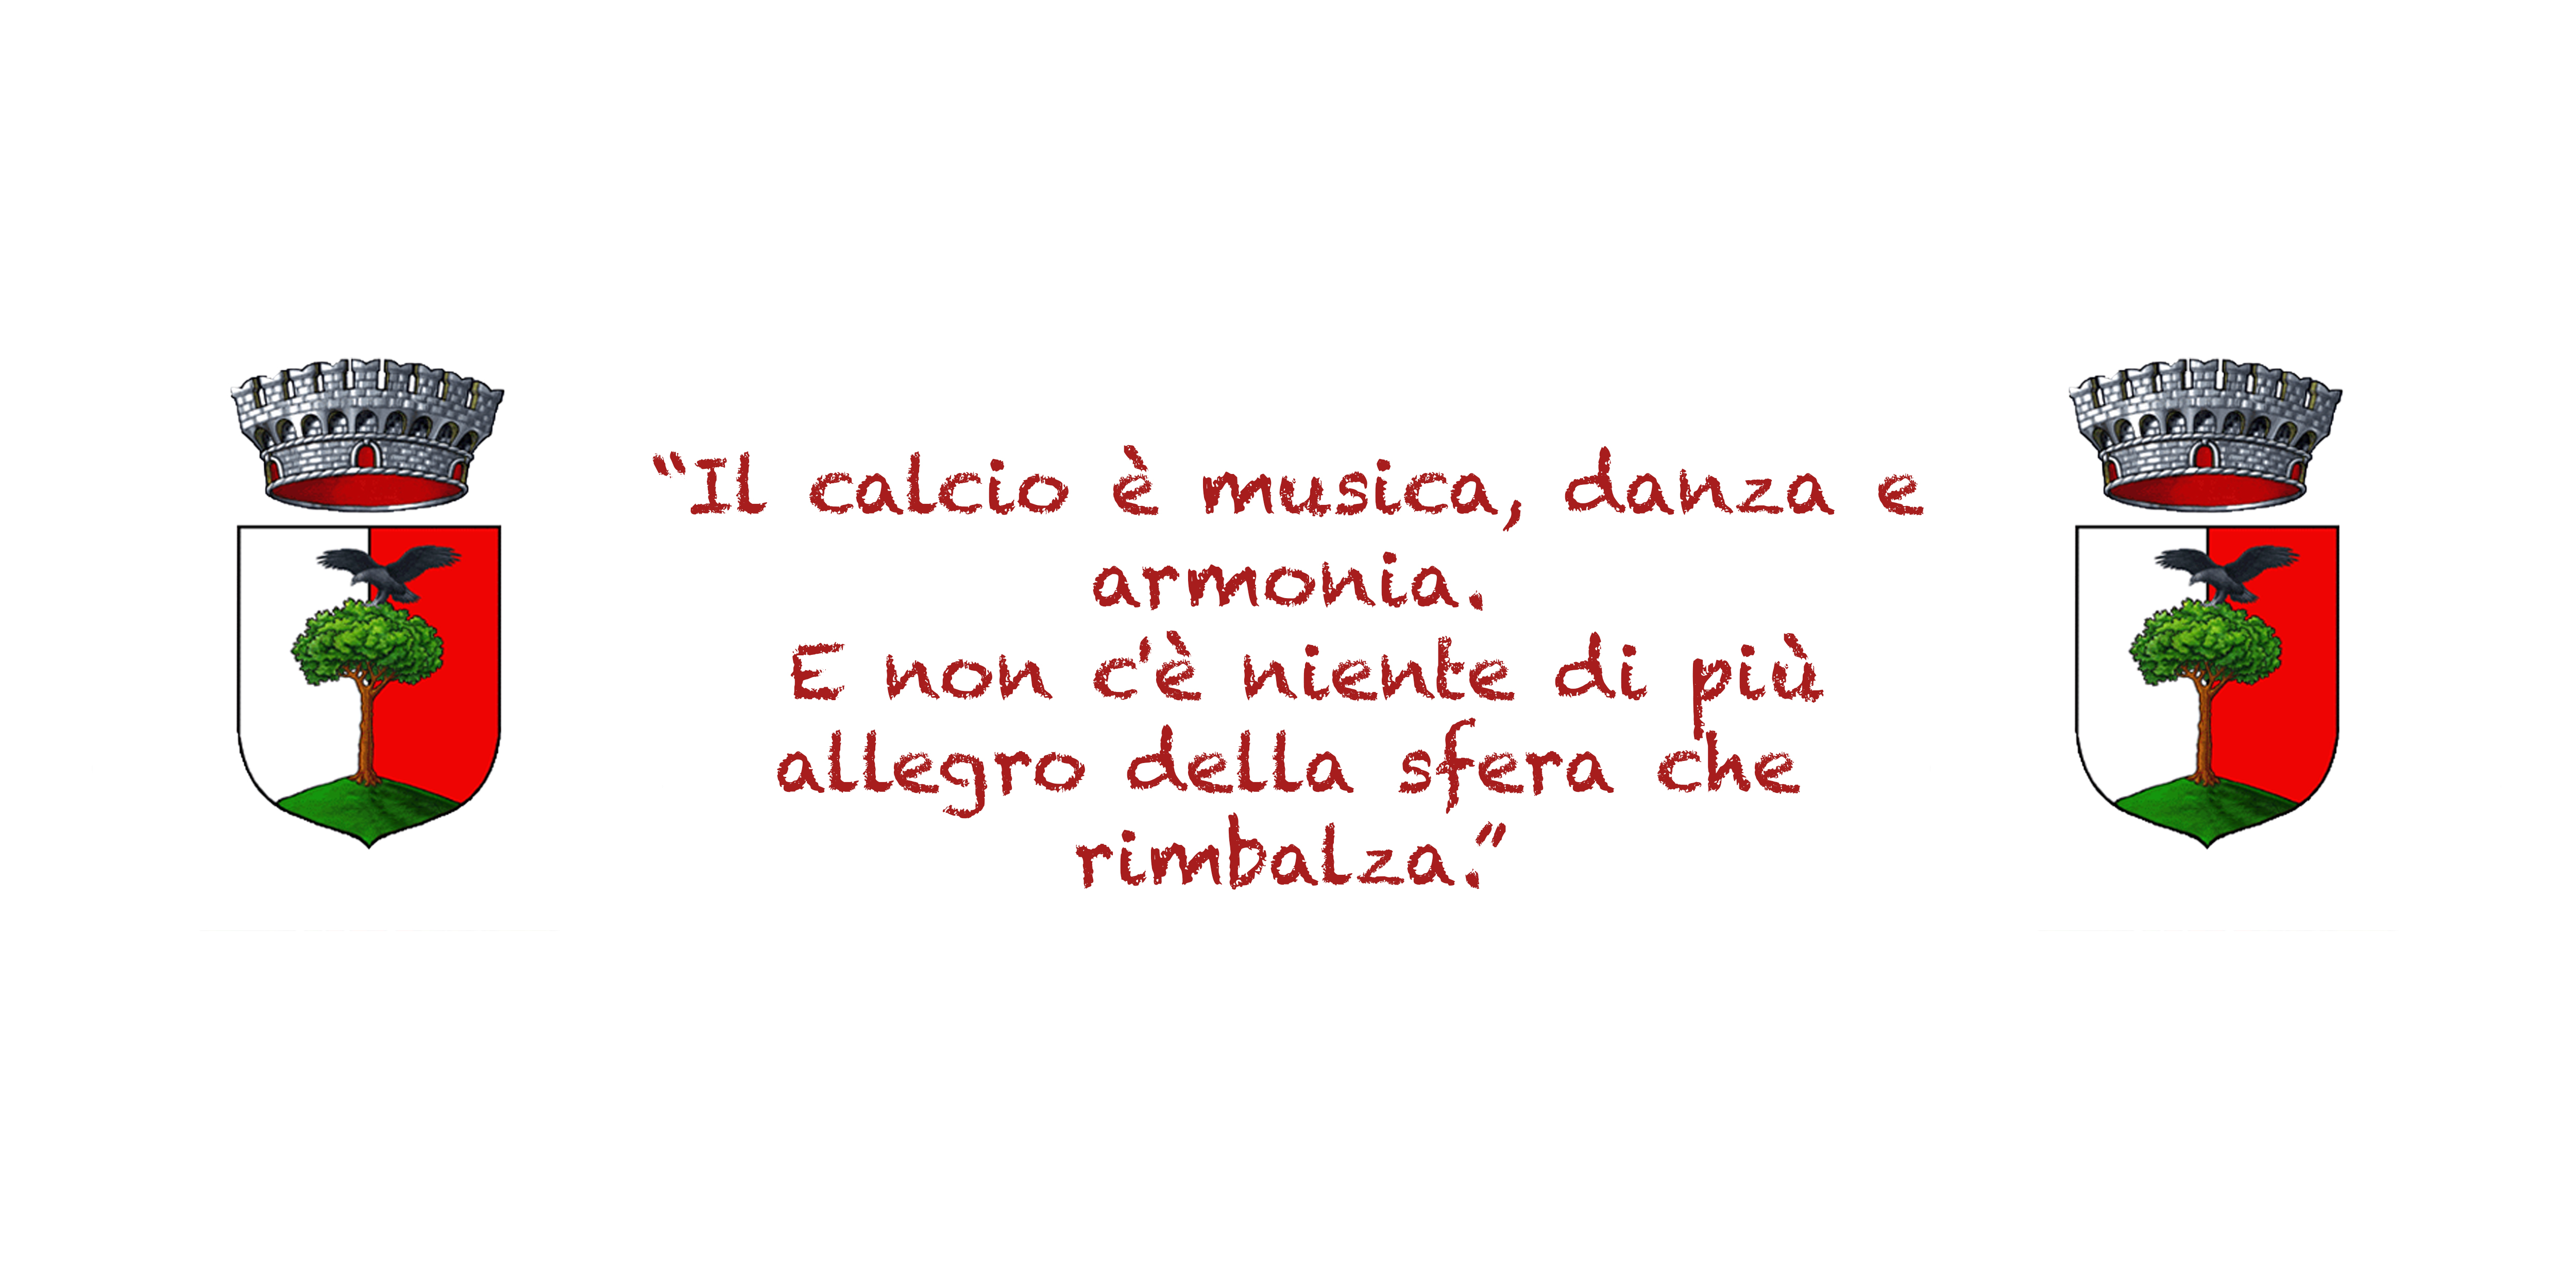 “Il calcio è musica, danza e
armonia.
E non c'è niente di più
allegro della sfera che
rimbalza.”